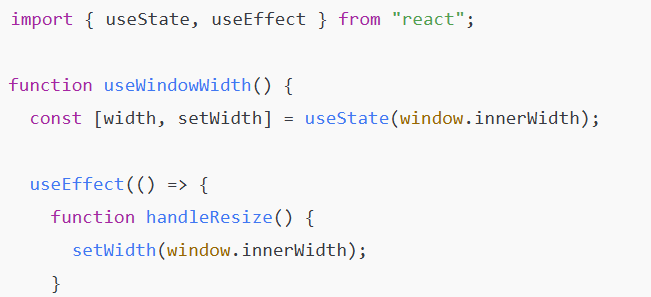 import { useState, useEffect } from "react";
function useWindowWidth() {
const [width, setWidth] = useState(window.innerWidth);
useEffect(() => {
function handleResize() {
setWidth(window.innerWidth);
}